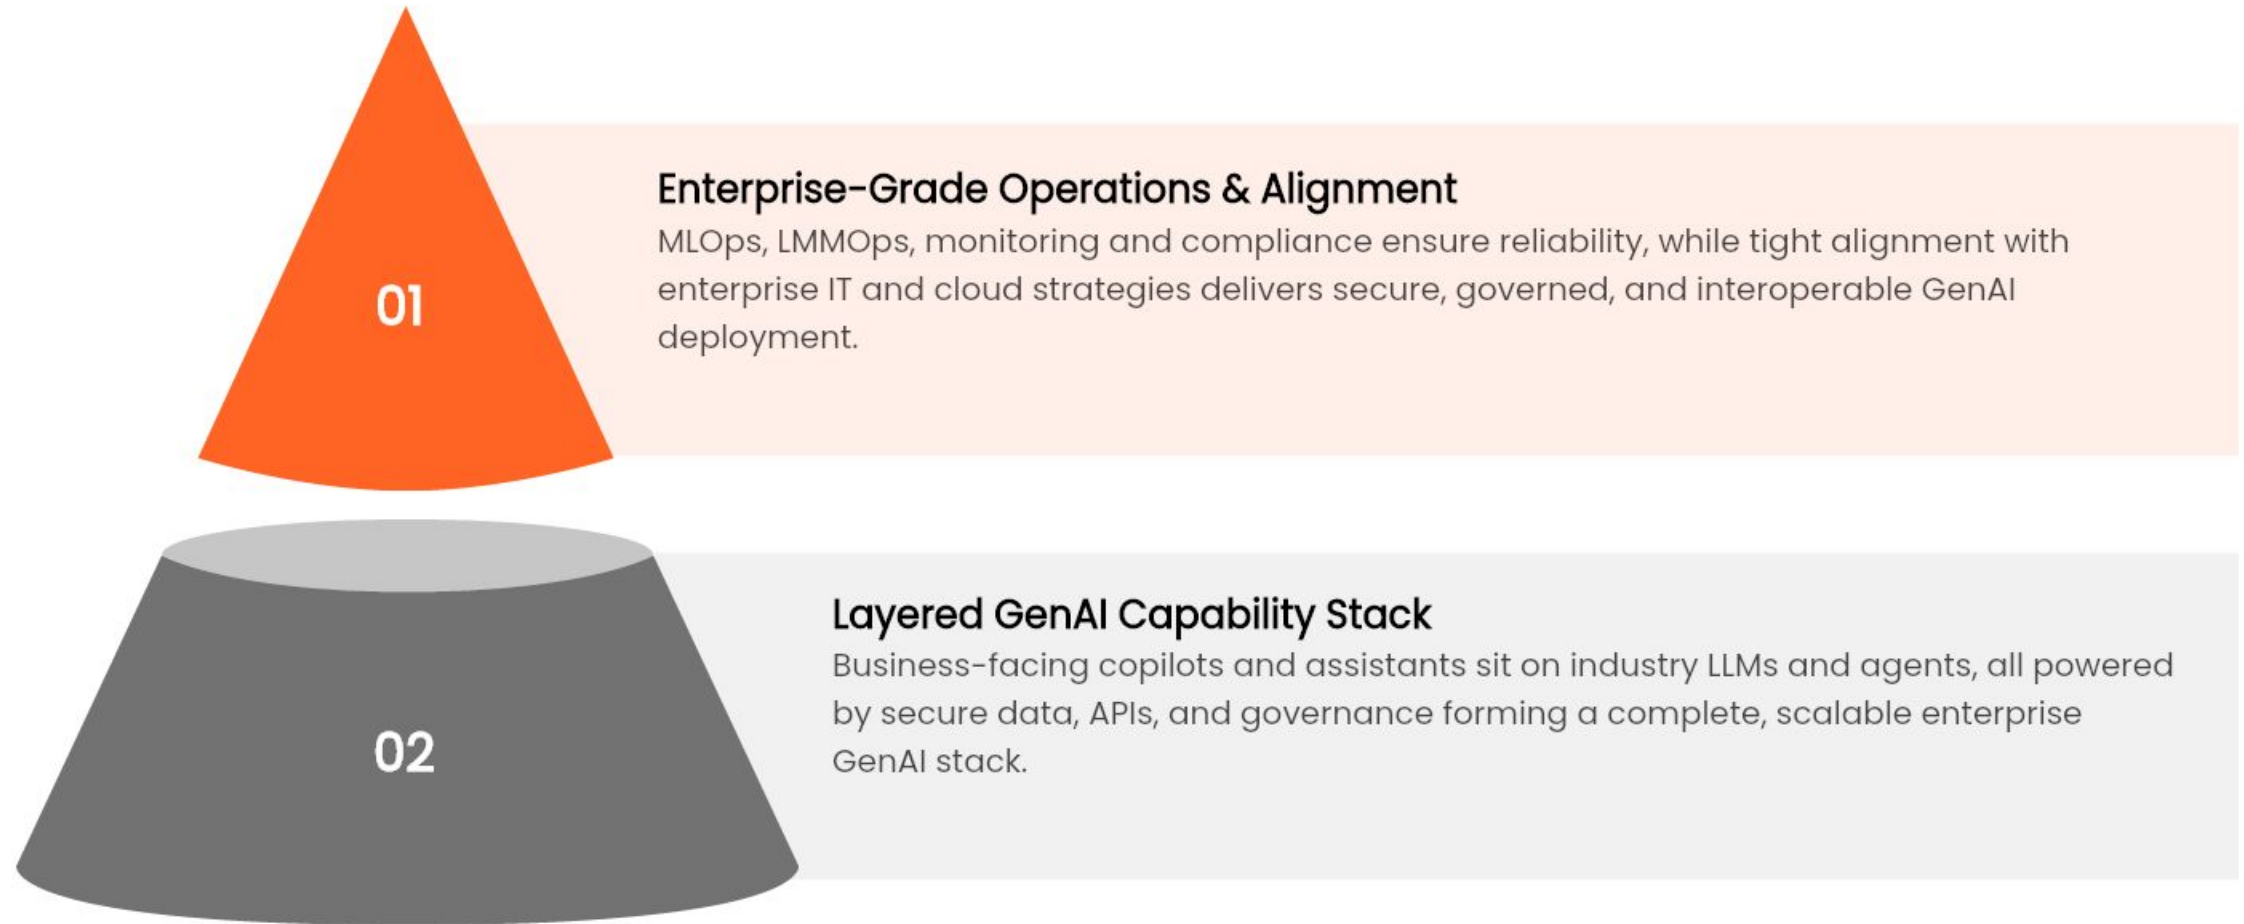 01
Enterprise-Grade Operations & Alignment
MLOps, LMMOps, monitoring and compliance ensure reliability, while tight alignment with
enterprise IT and cloud strategies delivers secure, governed, and interoperable GenAI
deployment.
02
Layered GenAI Capability Stack
Business-facing copilots and assistants sit on industry LLMs and agents, all powered
by secure data, APIs, and governance forming a complete, scalable enterprise
GenAI stack.